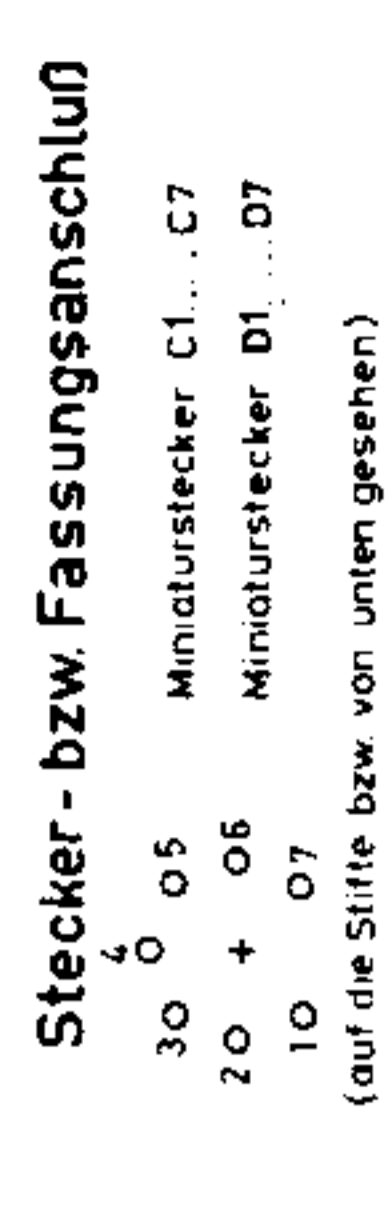 Stecker- bzw. Fassungsanschluß
4
3O O5 Miniaturstecker C1....C7
2O + O6 Miniaturstecker D1....D7
1O O7
(auf die Stifte bzw. von unten gesehen)